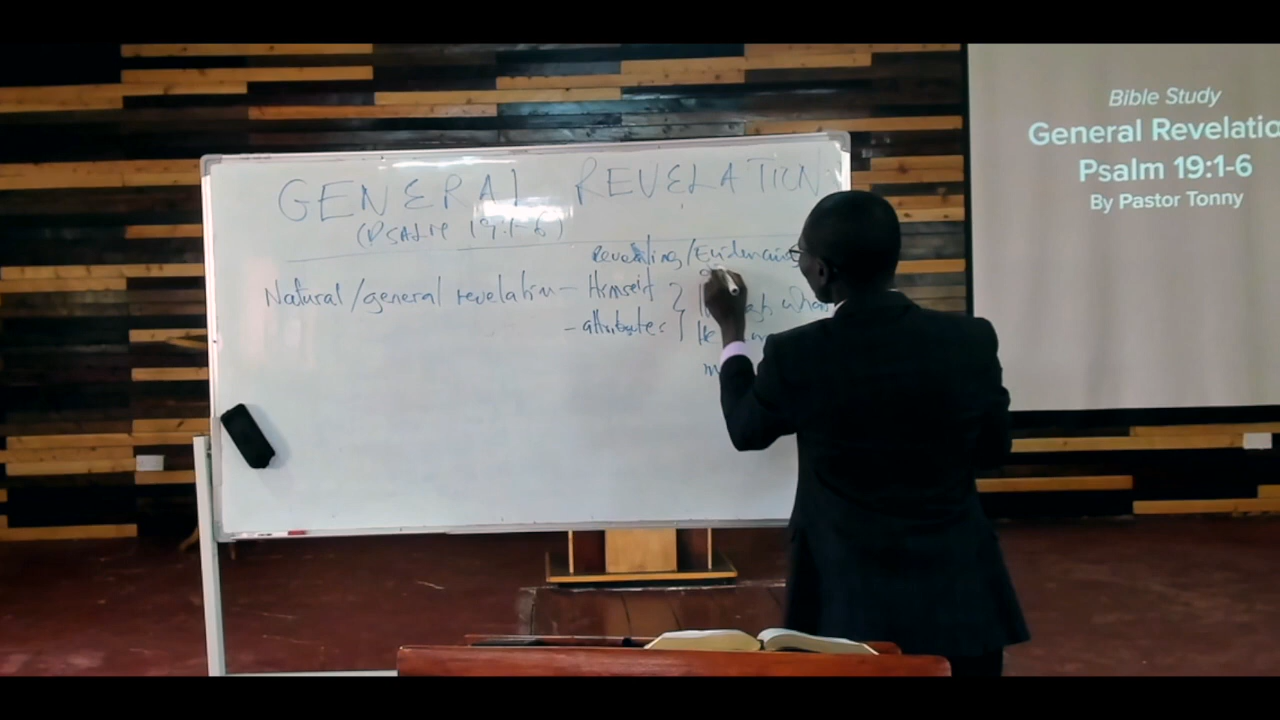 GENERAL REVELATION
(PSALM 19:1-6)
Revealing/Evidencing
Natural/general revelation – Himself
– attributes
He
Bible Study
General Revelatio
Psalm 19:1-6
By Pastor Tonny